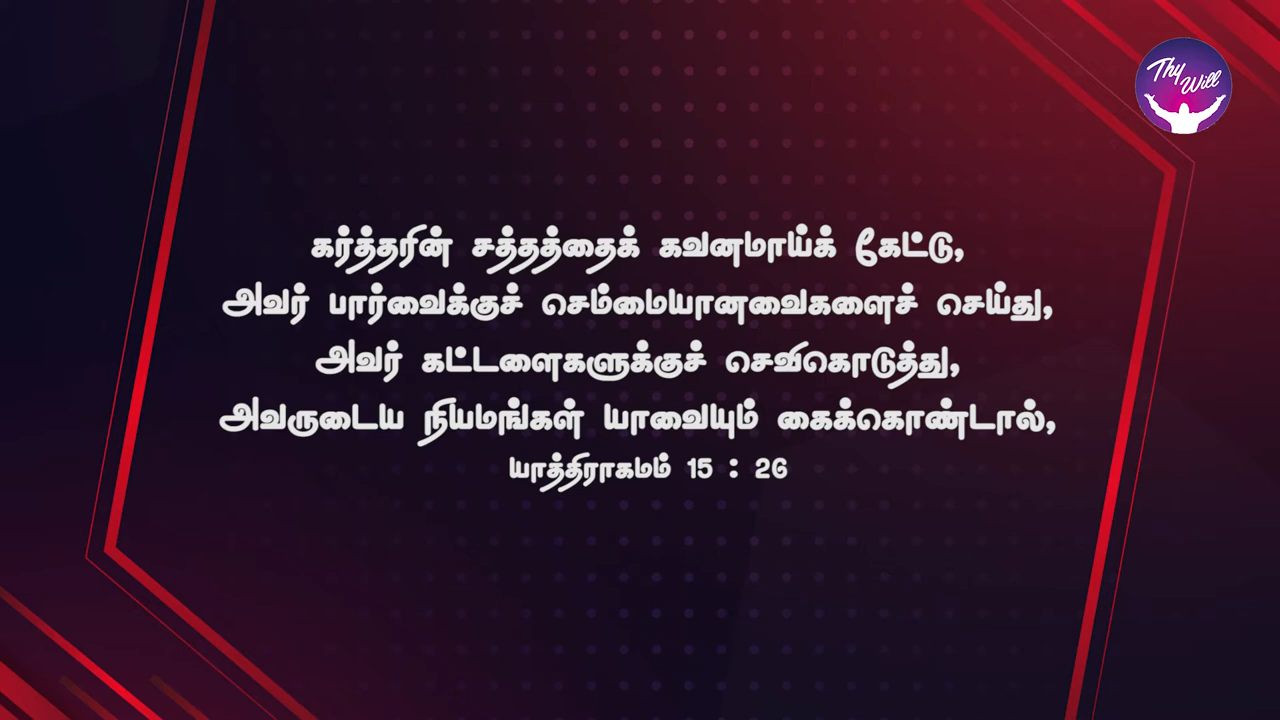 Thy Will
கர்த்தரின் சத்தத்தைக் கவனமாய்க் கேட்டு,
அவர் பார்வைக்குச் செம்மையானவைகளைச் செய்து,
அவர் கட்டளைகளுக்குச் செவிகொடுத்து,
அவருடைய நியமங்கள் யாவையும் கைக்கொண்டால்,
யாத்திராகமம் 15 : 26